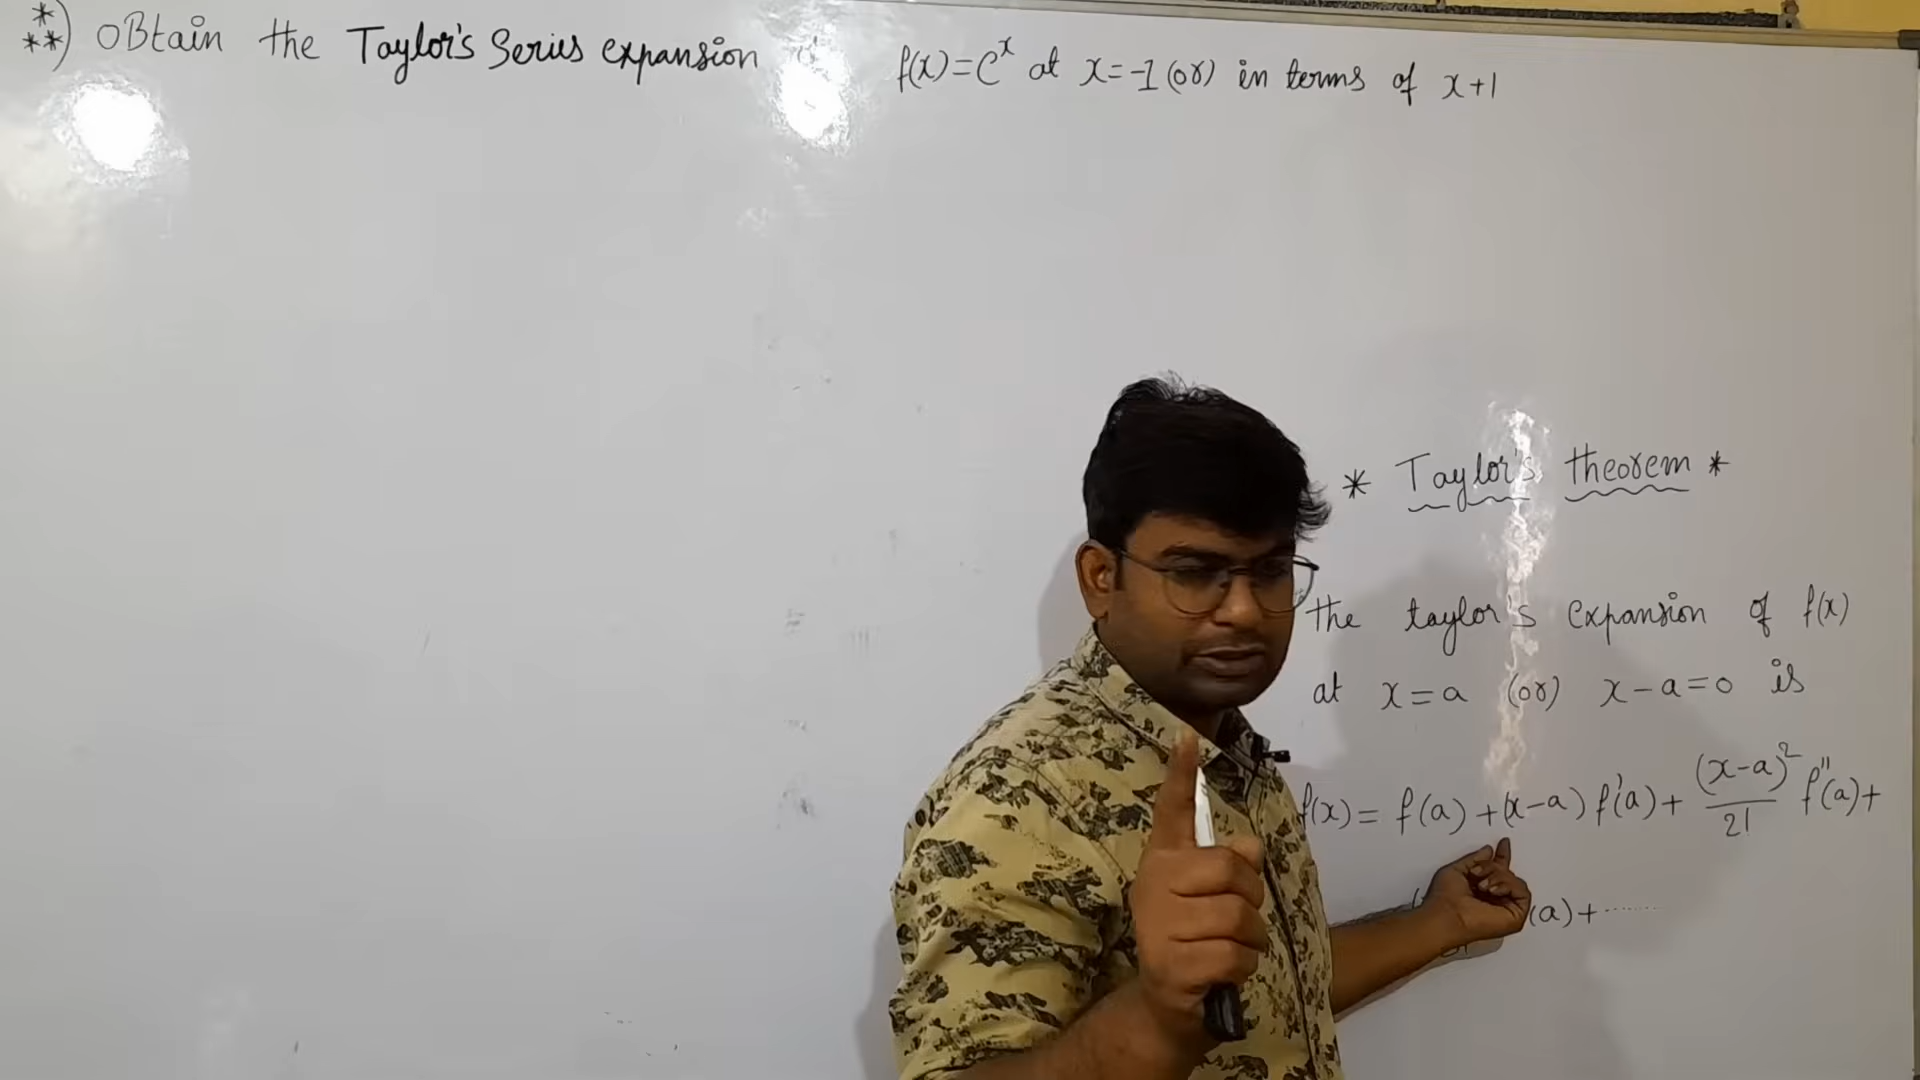 **
*) OBtain the Taylor's Series expansion f(x)=e^x at x=-1 (or) in terms of x+1
* Taylor's theorem *
the taylor's expansion of f(x)
at x=a (or) x-a=0 is
f(x)= f(a) +(x-a) f'(a)+ (x-a)^2/2! f''(a)+
(a)+ ........